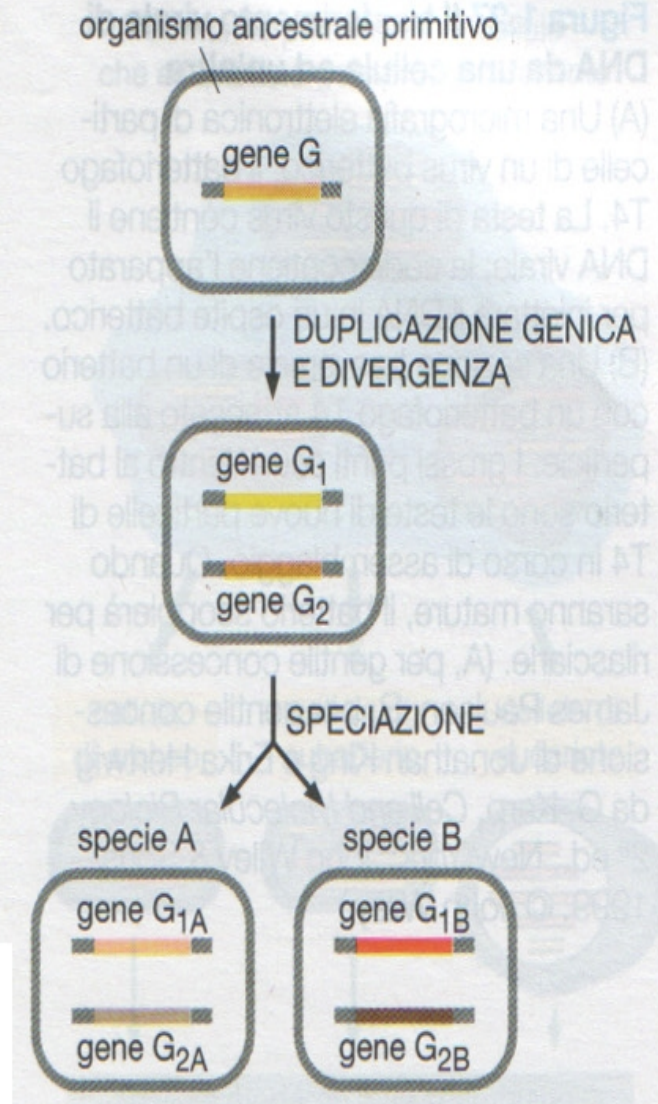 organismo ancestrale primitivo
gene G
DUPLICAZIONE GENICA
E DIVERGENZA
gene G1
gene G2
SPECIAZIONE
specie A
specie B
gene G1A
gene G1B
gene G2A
gene G2B